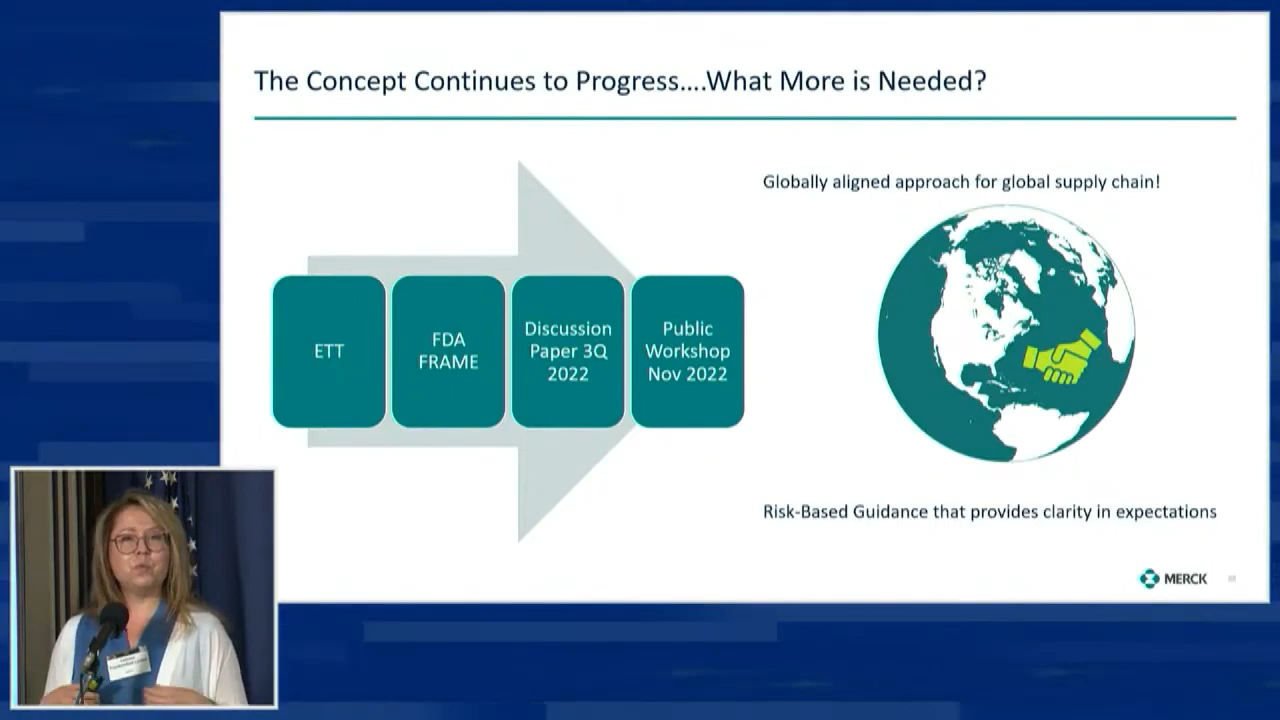 The Concept Continues to Progress....What More is Needed?
Globally aligned approach for global supply chain!
ETT
FDA
FRAME
Discussion
Paper 3Q
2022
Public
Workshop
Nov 2022
Risk-Based Guidance that provides clarity in expectations
MERCK